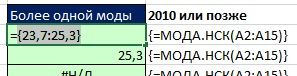 Более одной моды 2010 или позже
={23,7:25,3} {=МОДА.НСК(A2:A15)}
25,3 {=МОДА.НСК(A2:A15)}
#Н/Д {=МОДА.НСК(A2:A15)}